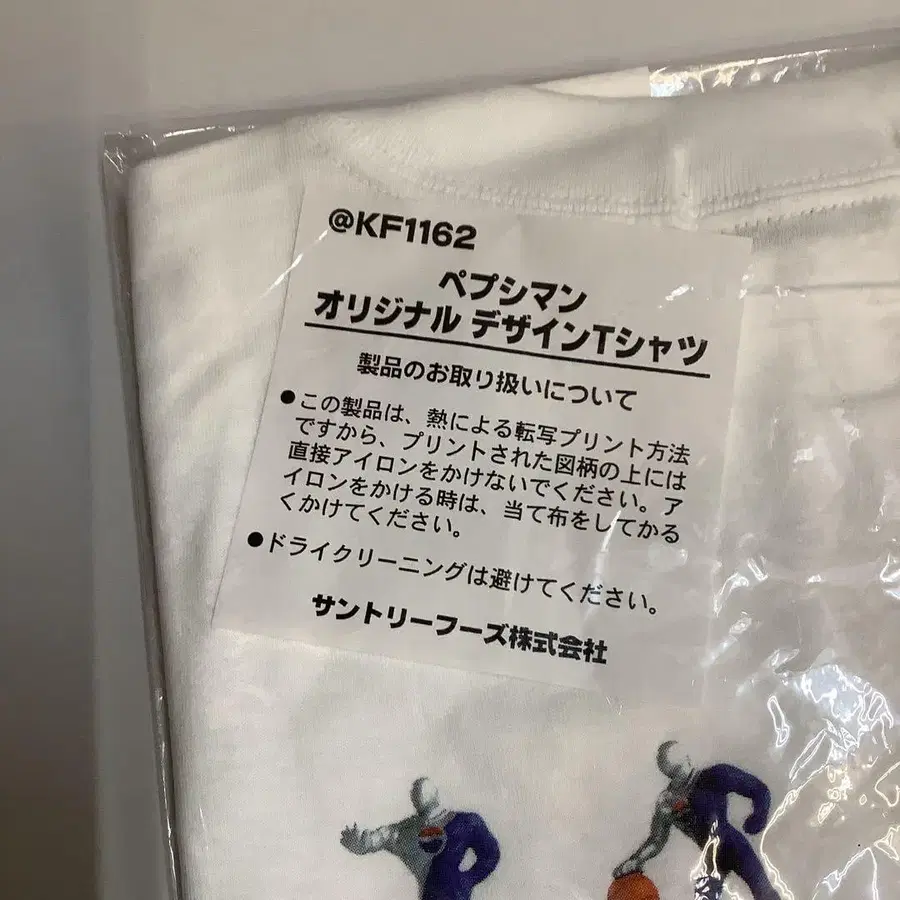 @KF1162
ペプシマン
オリジナル デザインTシャツ
製品のお取り扱いについて
●この製品は、熱による転写プリント方法
ですから、プリントされた図柄の上には
直接アイロンをかけないでください。ア
イロンをかける時は、当て布をしてかる
くかけてください。
●ドライクリーニングは避けてください。
サントリーフーズ株式会社